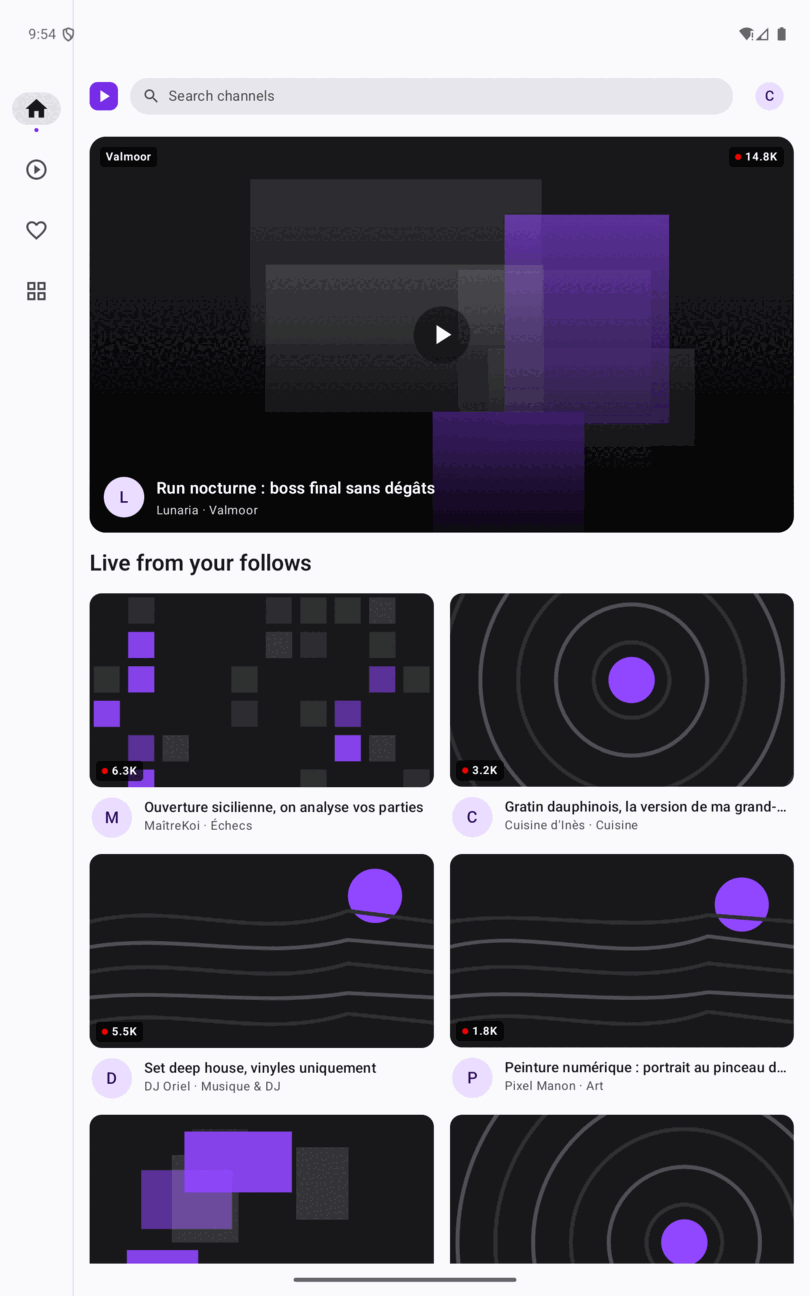 9:54
Search channels
C
Valmoor
14.8K
L
Run nocturne : boss final sans dégâts
Lunaria · Valmoor
Live from your follows
6.3K
3.2K
M
Ouverture sicilienne, on analyse vos parties
MaîtreKoi · Échecs
C
Gratin dauphinois, la version de ma grand-…
Cuisine d'Inès · Cuisine
5.5K
1.8K
D
Set deep house, vinyles uniquement
DJ Oriel · Musique & DJ
P
Peinture numérique : portrait au pinceau d…
Pixel Manon · Art